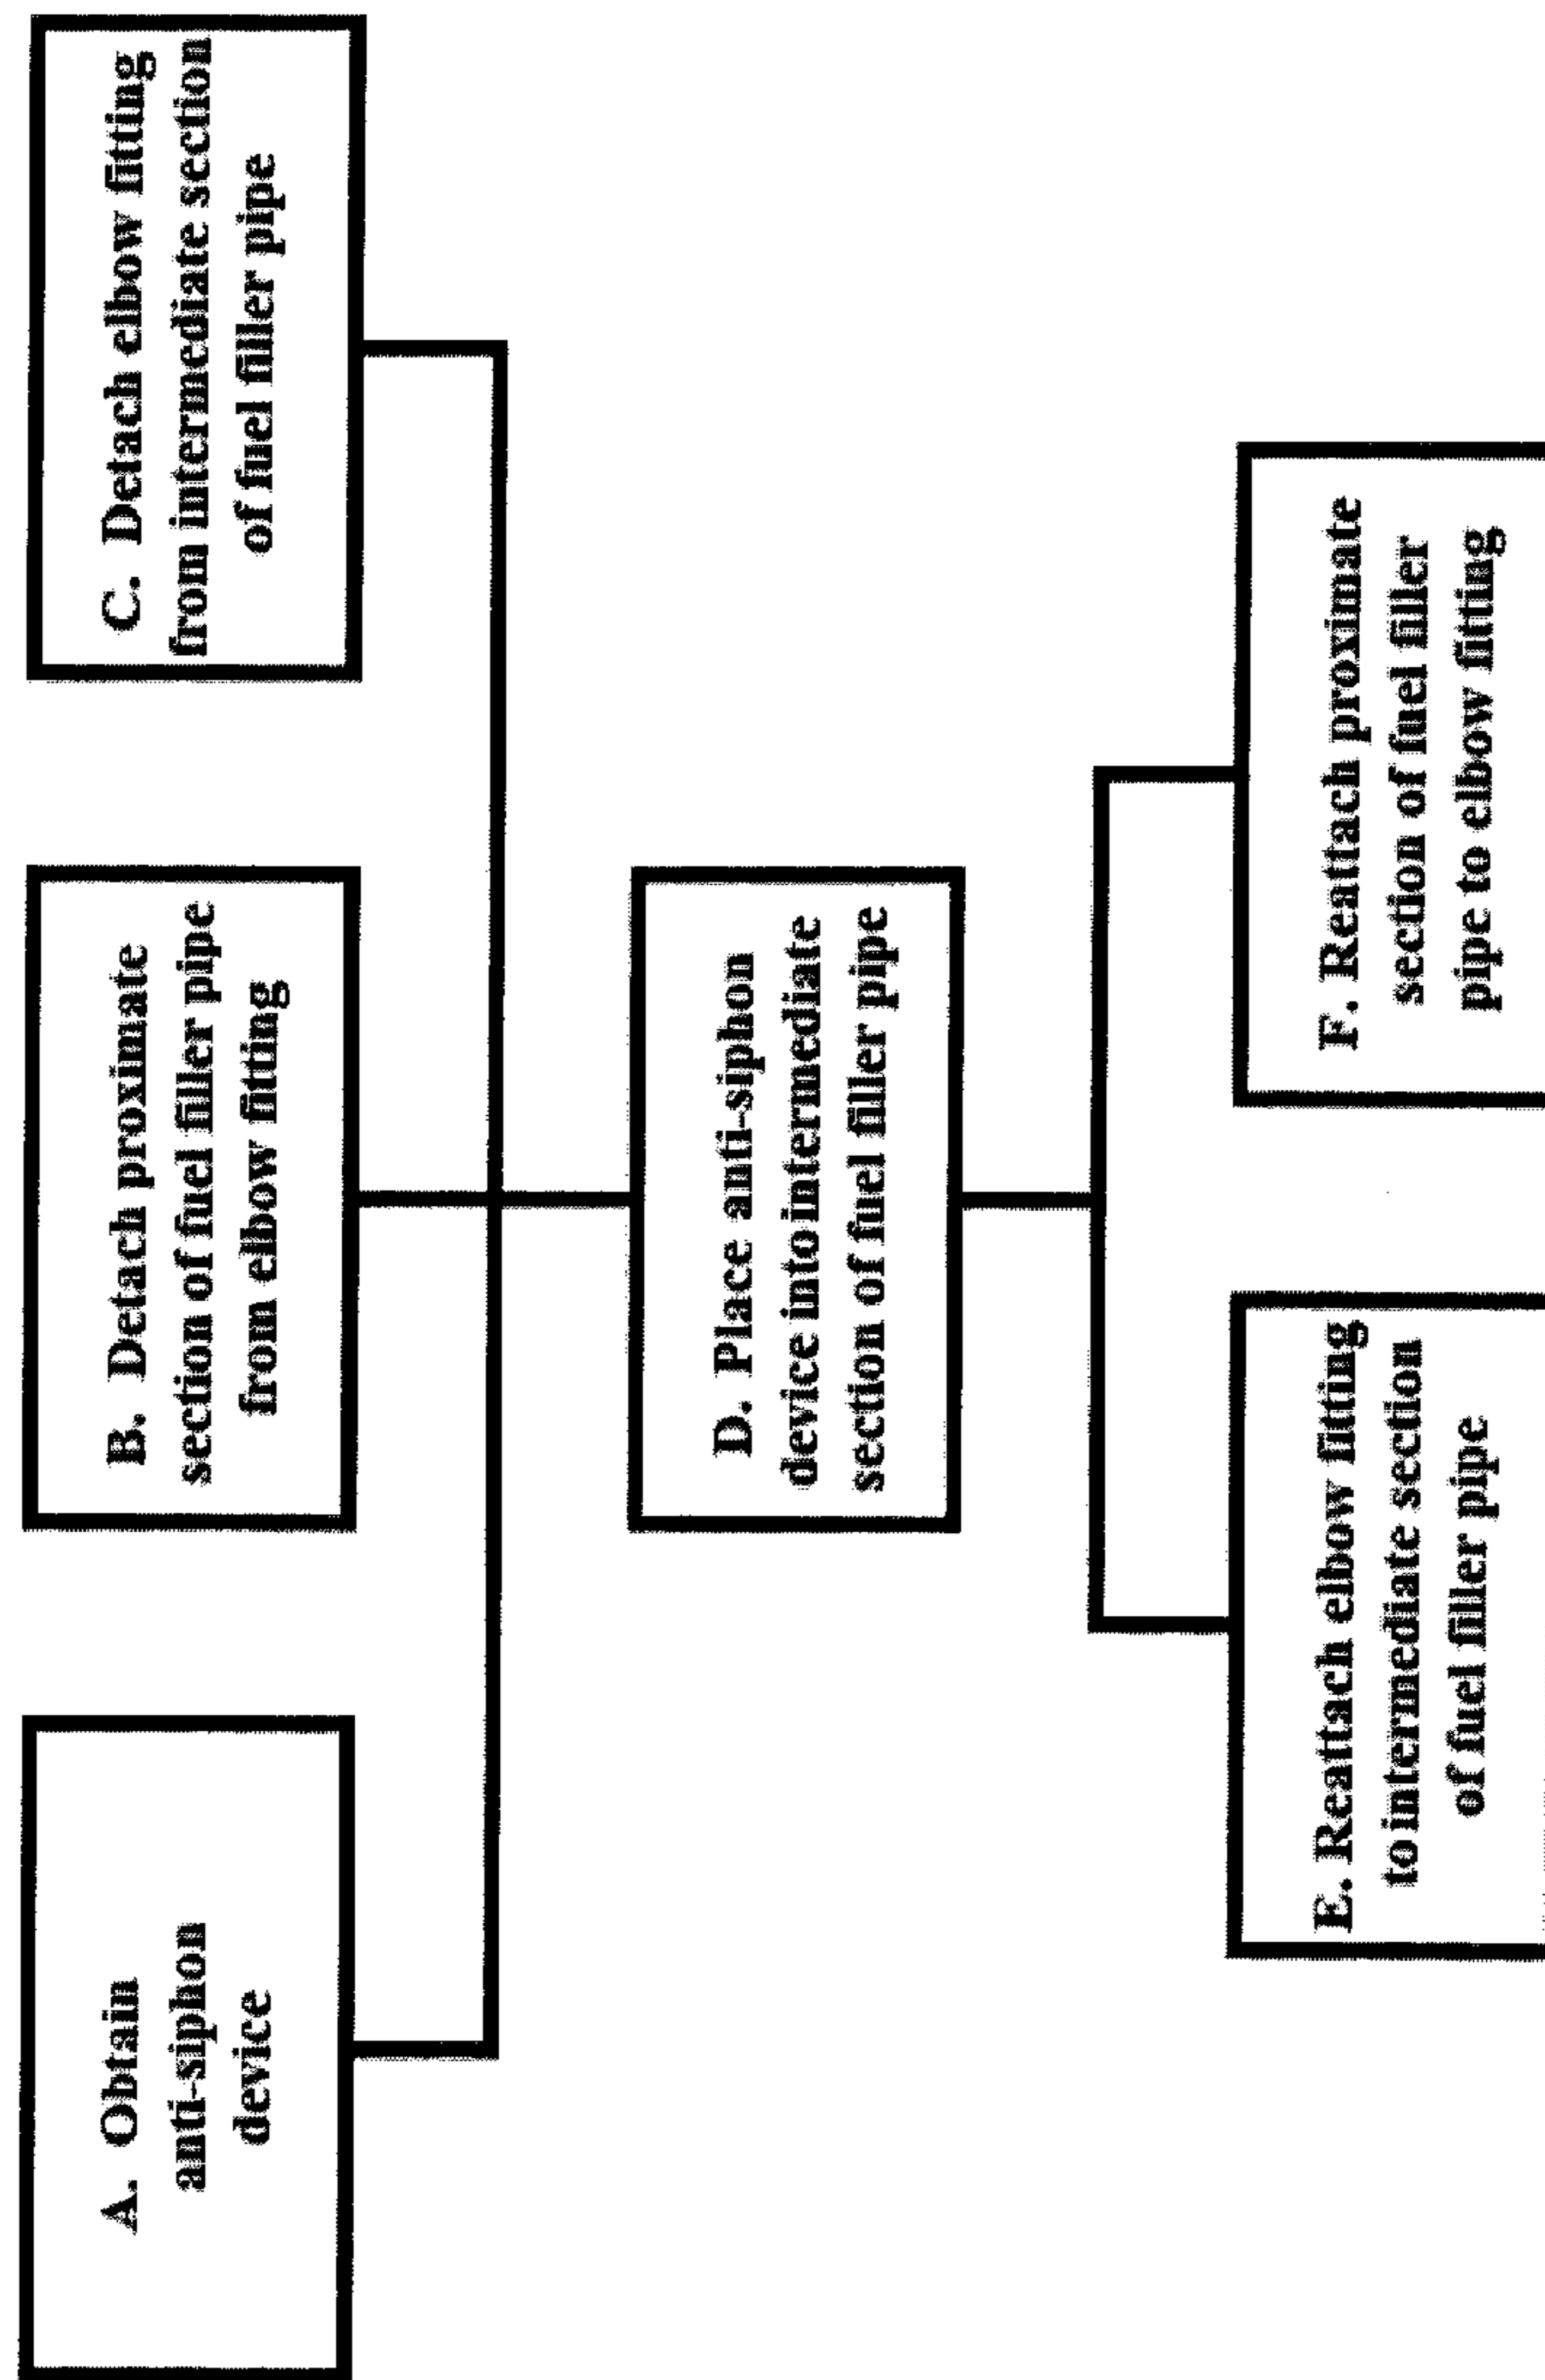 A. Obtain
anti-siphon
device
B. Detach proximate
section of fuel filler pipe
from elbow fitting
C. Detach elbow fitting
from intermediate section
of fuel filler pipe
D. Place anti-siphon
device into intermediate
section of fuel filler pipe
E. Reattach elbow fitting
to intermediate section
of fuel filler pipe
F. Reattach proximate
section of fuel filler
pipe to elbow fitting